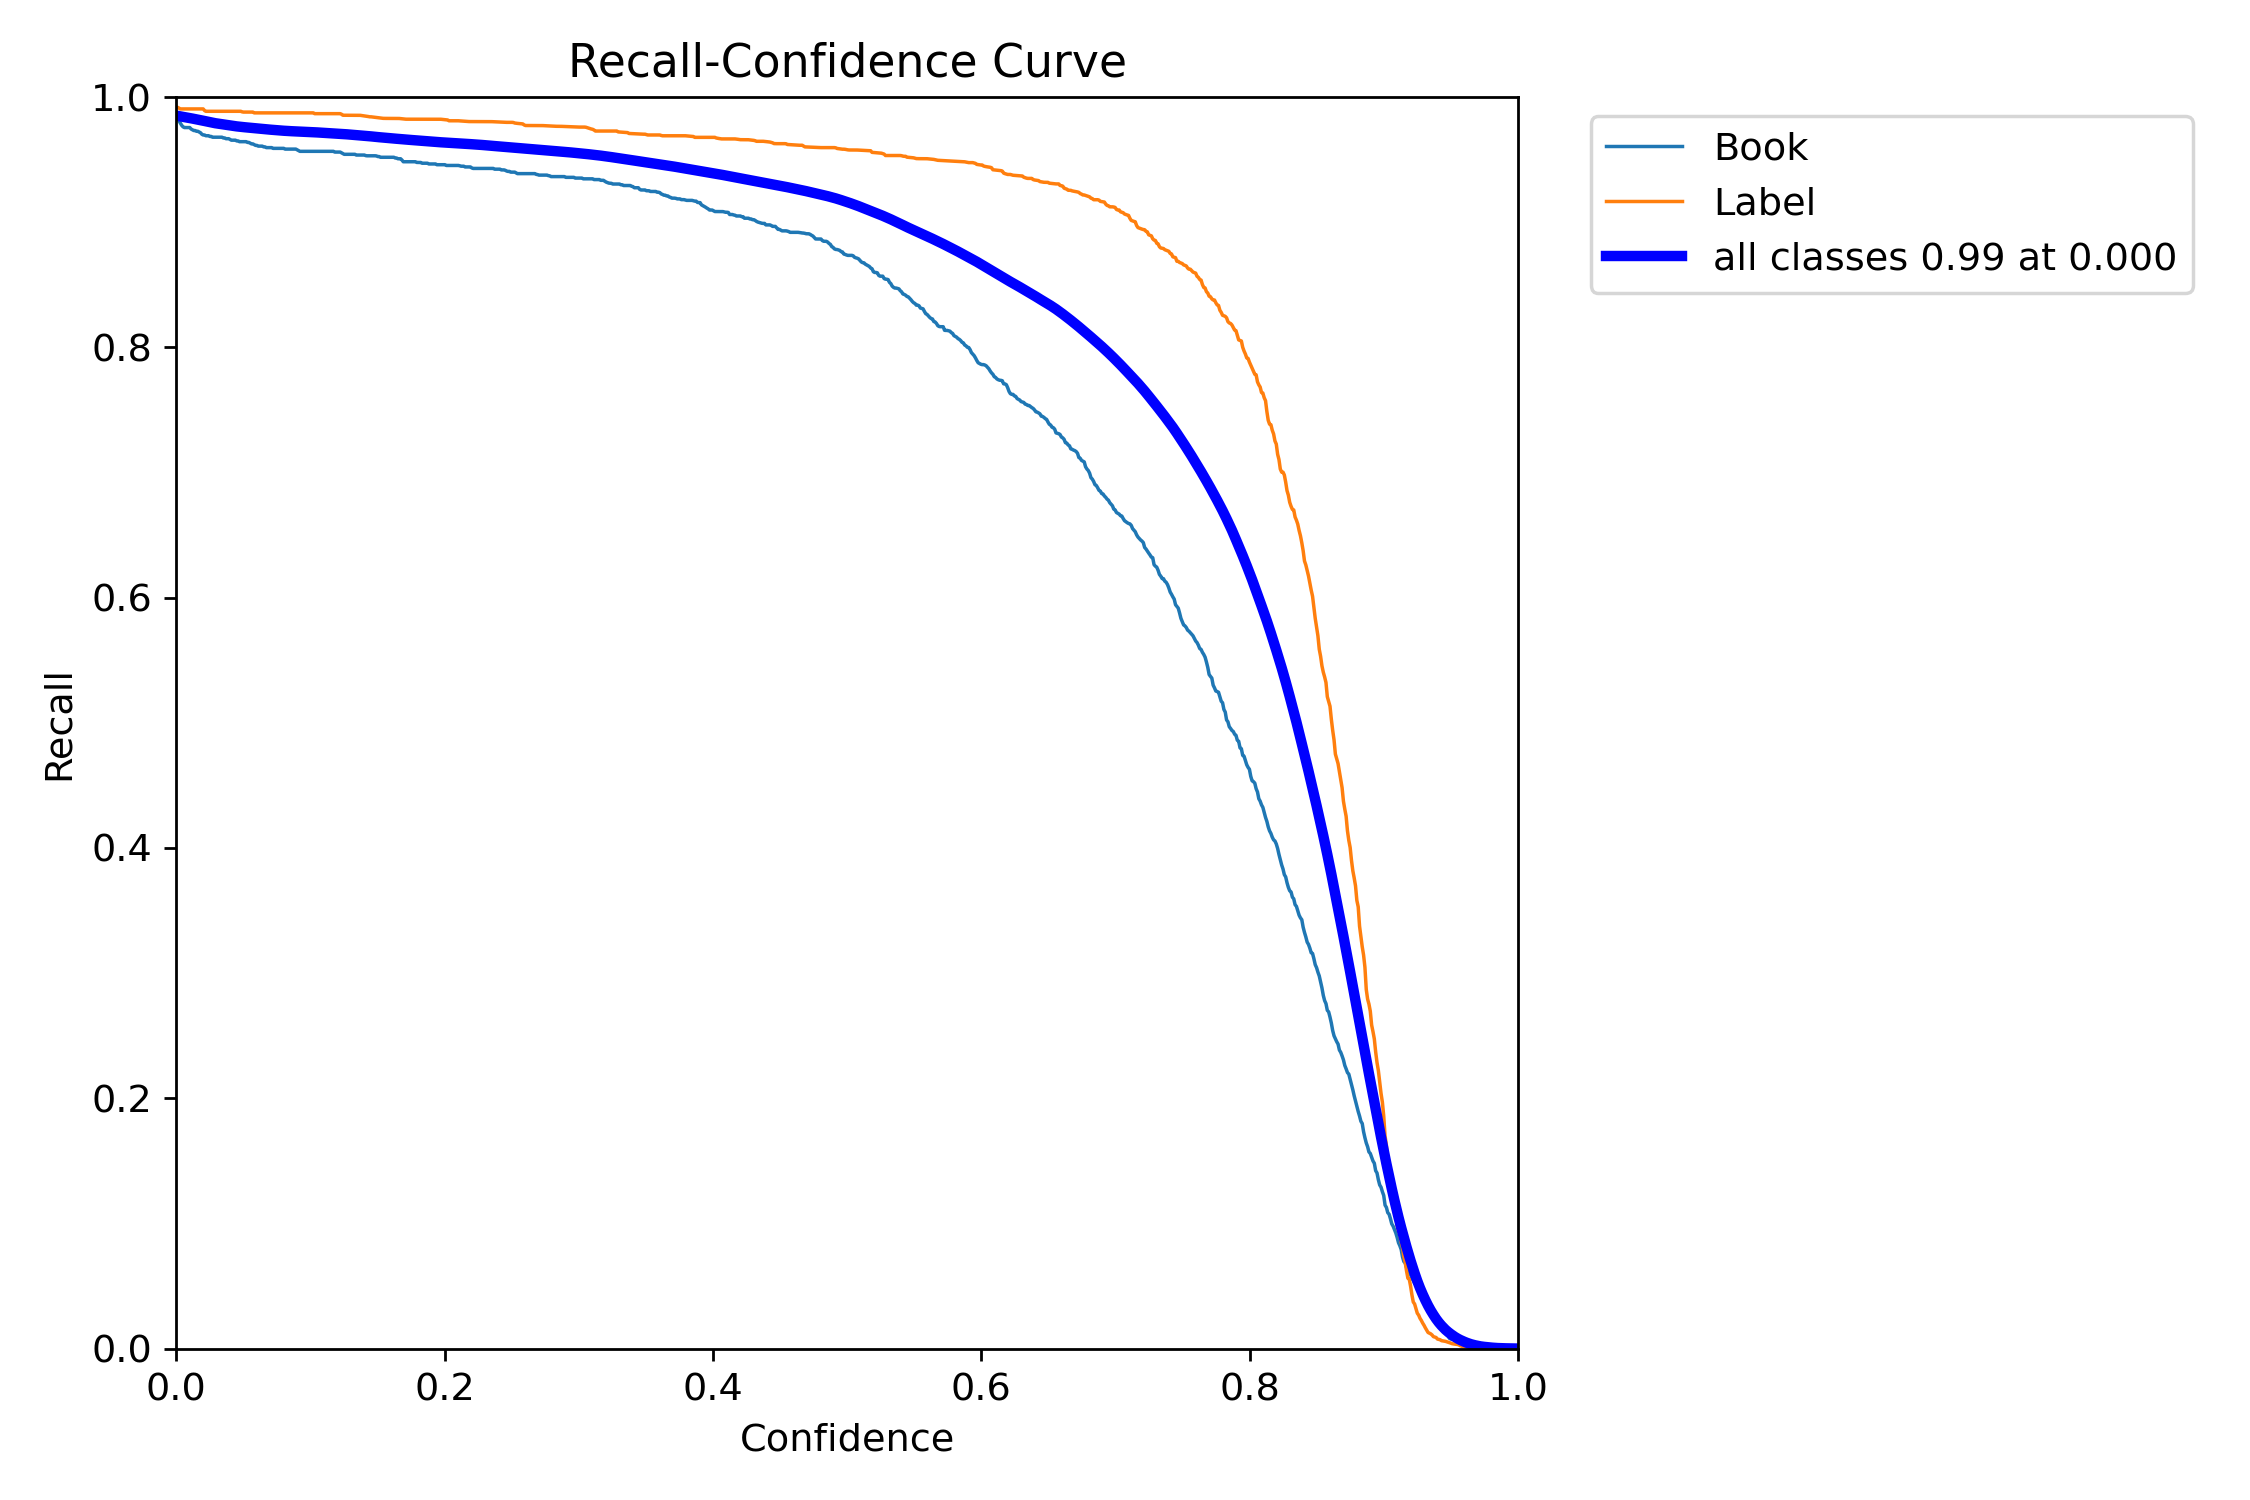 Recall-Confidence Curve
1.0
0.8
0.6
0.4
0.2
0.0
Recall
0.0 0.2 0.4 0.6 0.8 1.0
Confidence
Book
Label
all classes 0.99 at 0.000